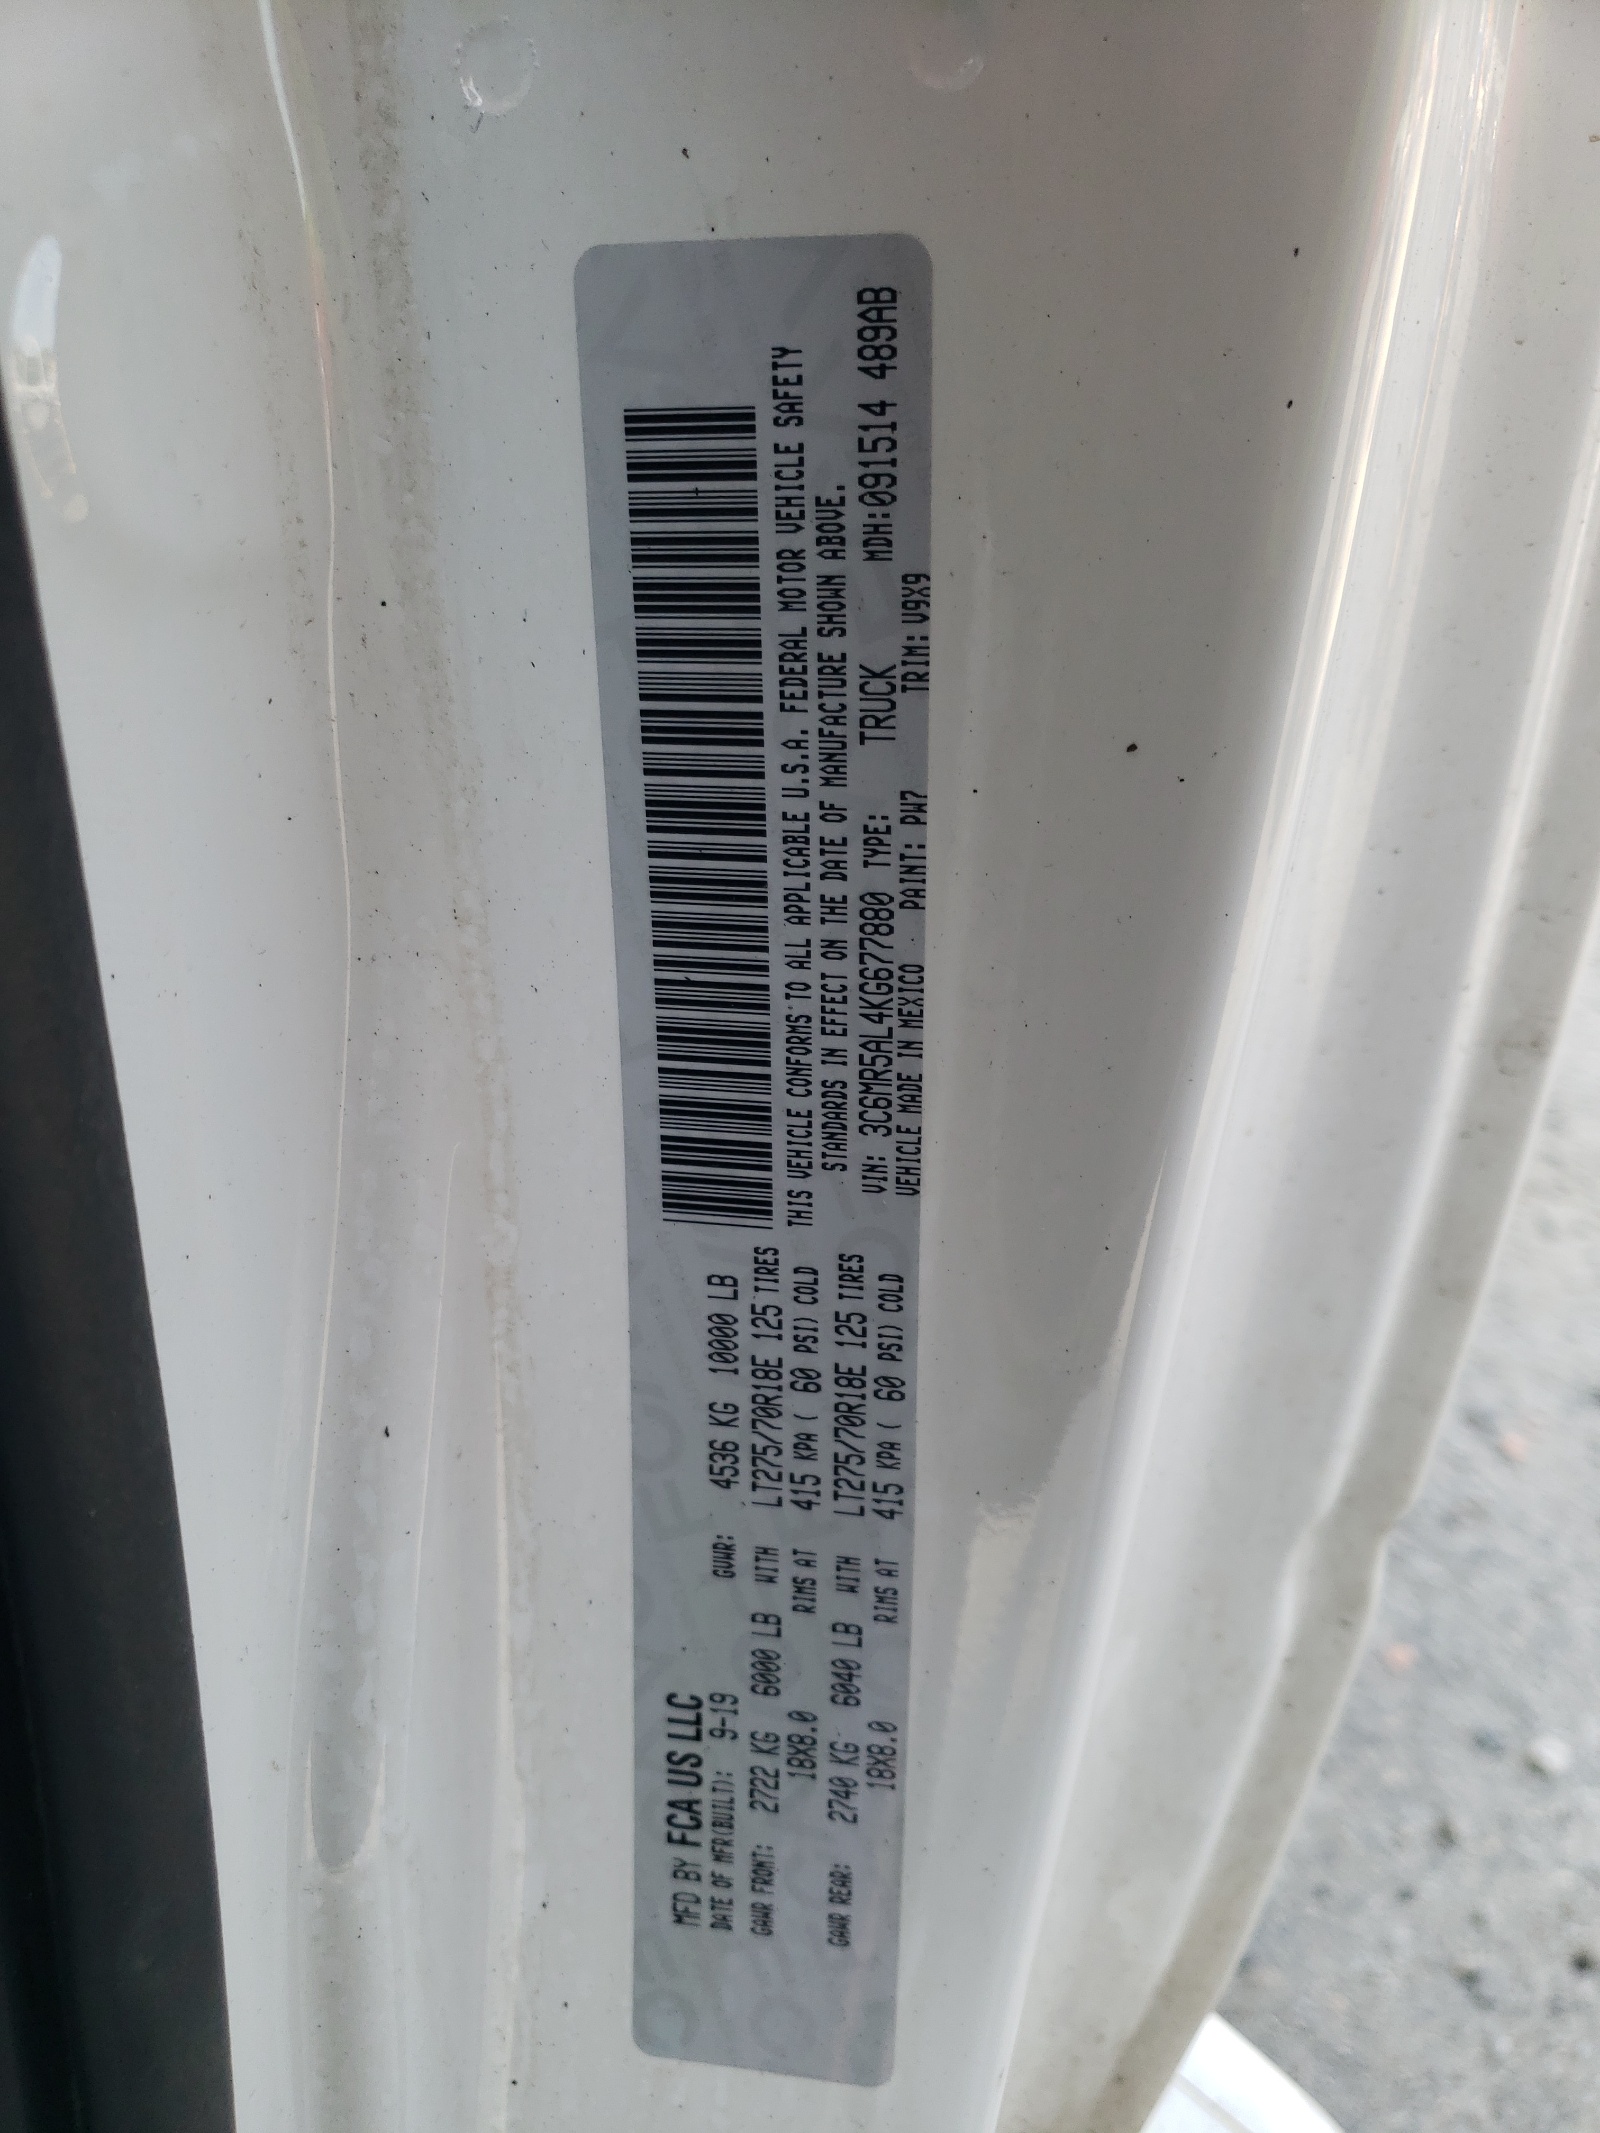 MFD BY FCA US LLC
DATE OF MFR(BUILT): 9-19 GVWR: 4536 KG 10000 LB
GAWR FRONT: 2722 KG 6000 LB WITH LT275/70R18E 125 TIRES
18X8.0 RIMS AT 415 KPA ( 60 PSI) COLD
GAWR REAR: 2740 KG 6040 LB WITH LT275/70R18E 125 TIRES
18X8.0 RIMS AT 415 KPA ( 60 PSI) COLD
THIS VEHICLE CONFORMS TO ALL APPLICABLE U.S.A. FEDERAL MOTOR VEHICLE SAFETY
STANDARDS IN EFFECT ON THE DATE OF MANUFACTURE SHOWN ABOVE.
VIN: 3C6MR5AL4KG677880 TYPE: TRUCK MDH:091514 489AB
VEHICLE MADE IN MEXICO PAINT: PW7 TRIM: V9X9